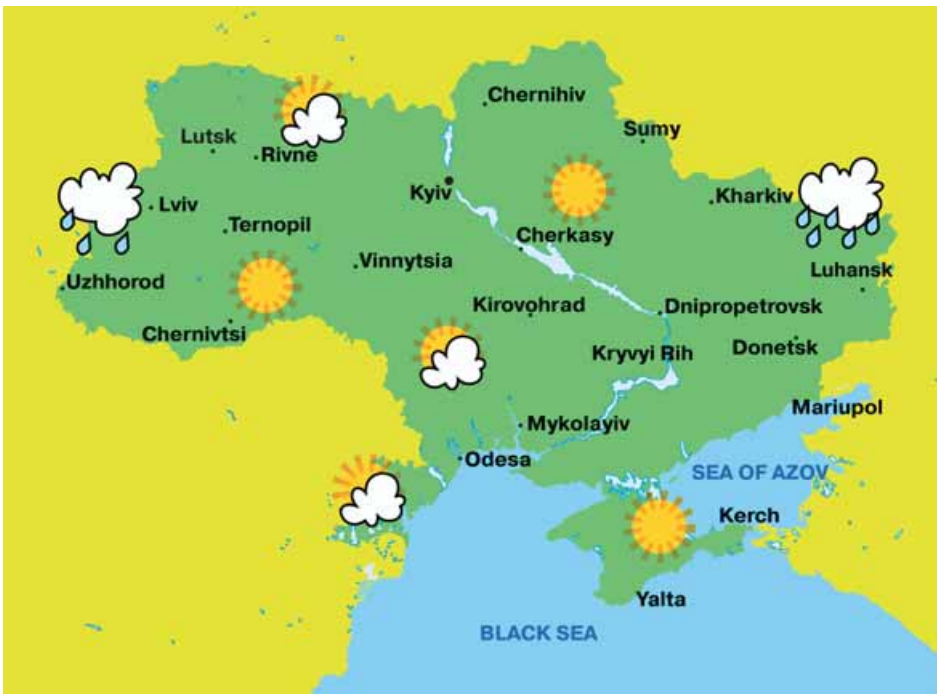 Chernihiv
Sumy
Lutsk
Rivne
Kyiv
Kharkiv
Lviv
Ternopil
Cherkasy
Vinnytsia
Luhansk
Uzhhorod
Kirovohrad
Dnipropetrovsk
Chernivtsi
Kryvyi Rih
Donetsk
Mariupol
Mykolayiv
Odesa
SEA OF AZOV
Kerch
Yalta
BLACK SEA